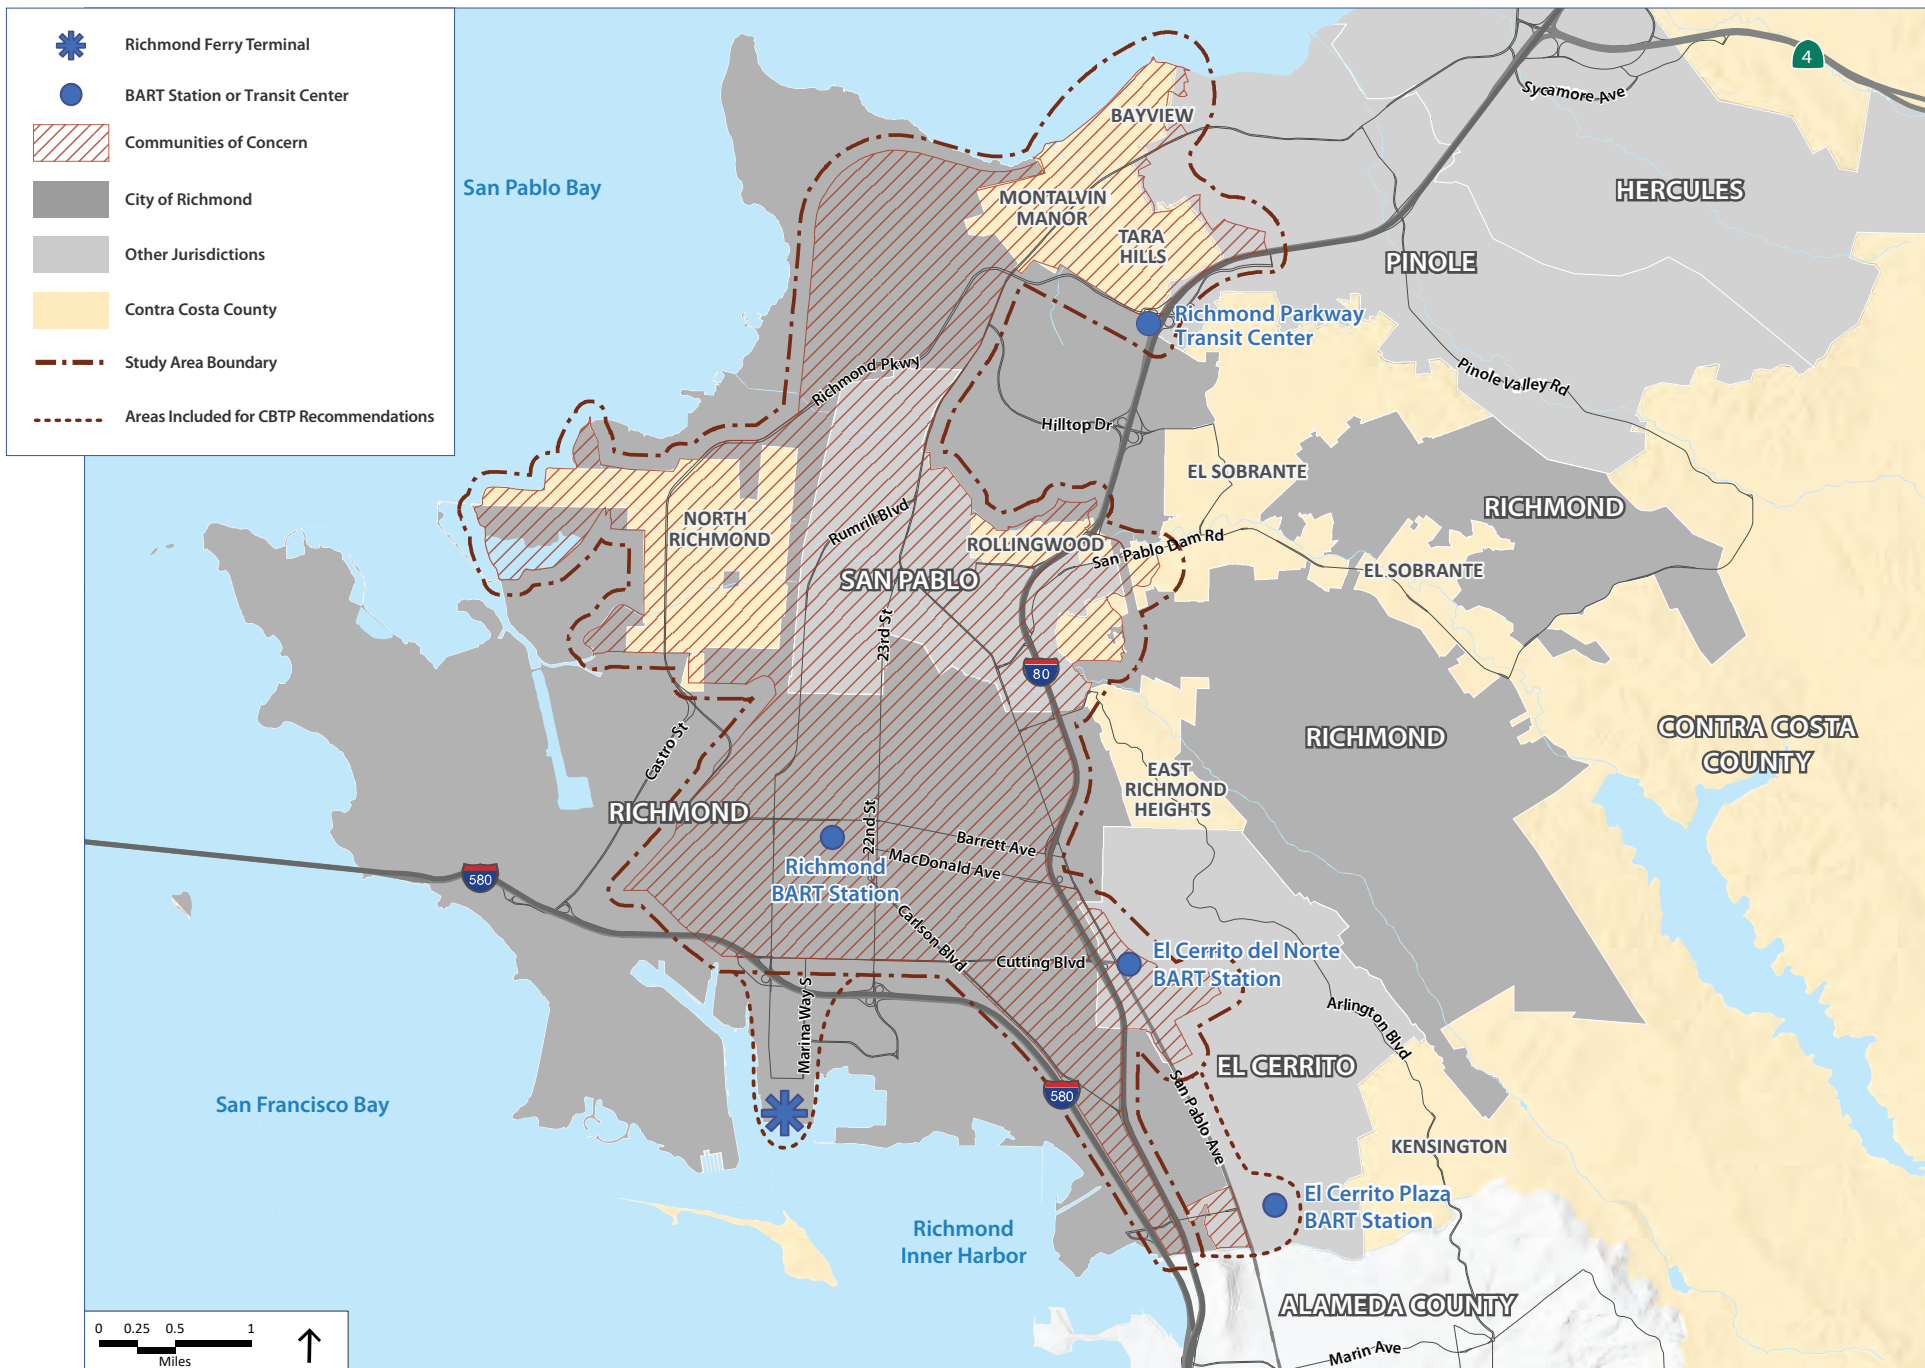 Richmond Ferry Terminal
BART Station or Transit Center
Communities of Concern
City of Richmond
Other Jurisdictions
Contra Costa County
Study Area Boundary
Areas Included for CBTP Recommendations
4
Sycamore Ave
BAYVIEW
San Pablo Bay
HERCULES
MONTALVIN
MANOR
TARA
HILLS
PINOLE
Richmond Parkway
Transit Center
Richmond Pkwy
Pinole Valley Rd
Hilltop Dr
EL SOBRANTE
RICHMOND
NORTH
RICHMOND
Rumrill Blvd
ROLLINGWOOD
San Pablo Dam Rd
EL SOBRANTE
SAN PABLO
23rd St
80
CONTRA COSTA
COUNTY
RICHMOND
Castro St
EAST
RICHMOND
HEIGHTS
RICHMOND
22nd St
Barrett Ave
MacDonald Ave
Richmond
BART Station
580
Carlson Blvd
Cutting Blvd
El Cerrito del Norte
BART Station
Marina Way S
Arlington Blvd
EL CERRITO
580
San Pablo Ave
San Francisco Bay
KENSINGTON
El Cerrito Plaza
BART Station
Richmond
Inner Harbor
ALAMEDA COUNTY
Marin Ave
0 0.25 0.5 1
Miles